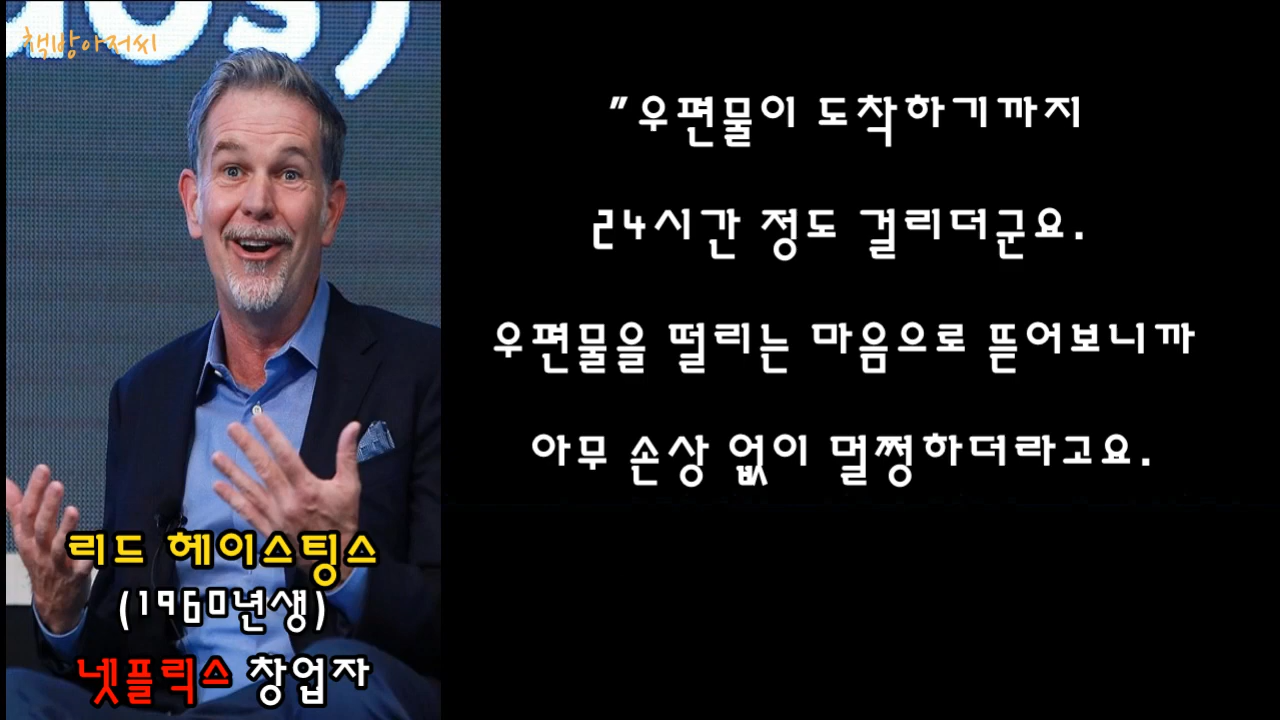 책방아저씨
"우편물이 도착하기까지
24시간 정도 걸리더군요.
우편물을 떨리는 마음으로 뜯어보니까
아무 손상 없이 멀쩡하더라고요.
리드 헤이스팅스
(1960년생)
넷플릭스 창업자